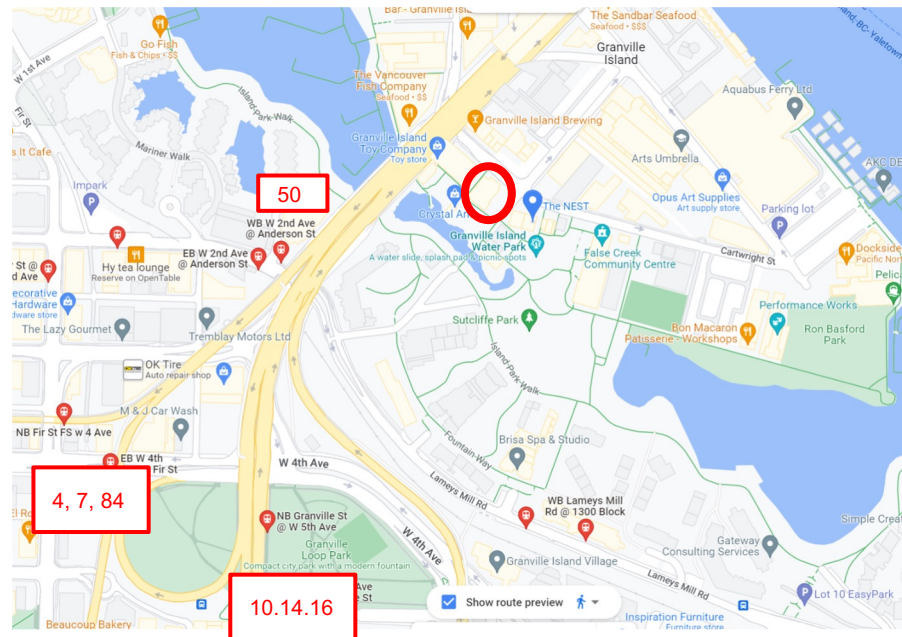 Bar - Granville Isl
The Sandbar Seafood
Seafood • $$$
Granville
Island
Go Fish
Fish & Chips • $$
W 1st Ave
Island Park Walk
The Vancouver
Fish Company
Seafood • $$
Aquabus Ferry Ltd
Fir St
Granville Island Brewing
Granville Island
Toy Company
Toy store
Mariner Walk
s It Cafe
Arts Umbrella
AKC DE
Impark
50
Opus Art Supplies
Art supply store
Parking lot
The NEST
Crystal Ar
WB W 2nd Ave
@ Anderson St
EB W 2nd Ave
@ Anderson St
Granville Island
Water Park
A water slide, splash pad & picnic spots
False Creek
Community Centre
Cartwright St
Dockside
Pacific Nor
Hy tea lounge
Reserve on OpenTable
St @
d Ave
Pelica
ecorative
Hardware
dware store
Performance Works
The Lazy Gourmet
Tremblay Motors Ltd
Sutcliffe Park
Bon Macaron
Patisserie - Workshops
Ron Basford
Park
OK Tire
Auto repair shop
Island Park Walk
M & J Car Wash
NB Fir St FS w 4 Ave
Fountain Way
Brisa Spa & Studio
EB W 4th
Fir St
W 4th Ave
Lameys Mill Rd
4, 7, 84
WB Lameys Mill
Rd @ 1300 Block
El Ro
NB Granville St
@ W 5th Ave
Simple Creat
Granville
Loop Park
Compact city park with a modern fountain
W 4th Ave
Gateway
Consulting Services
Granville Island Village
Lameys Mill Rd
10.14.16
Ave
e St
Show route preview
Lot 10 EasyPark
Beaucoup Bakery
Inspiration Furniture
Furniture store